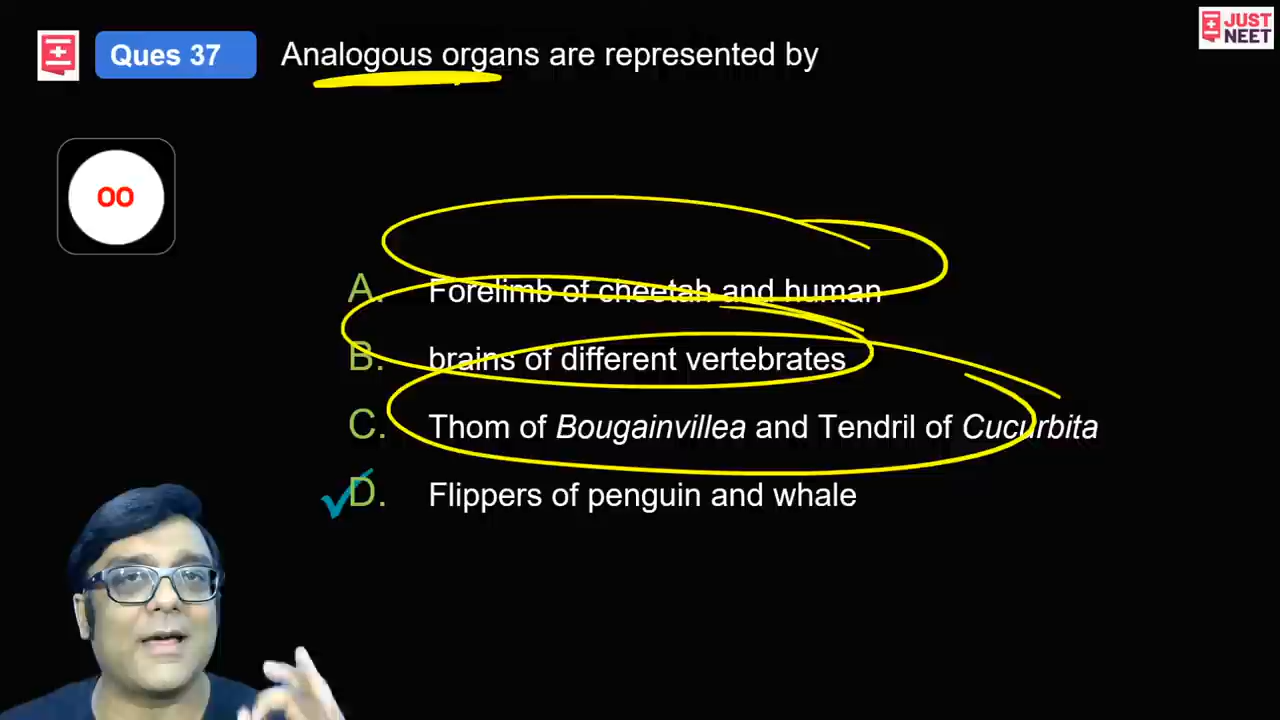 JUST
NEET
Ques 37 Analogous organs are represented by
00
A. Forelimb of cheetah and human
B. brains of different vertebrates
C. Thom of Bougainvillea and Tendril of Cucurbita
D. Flippers of penguin and whale